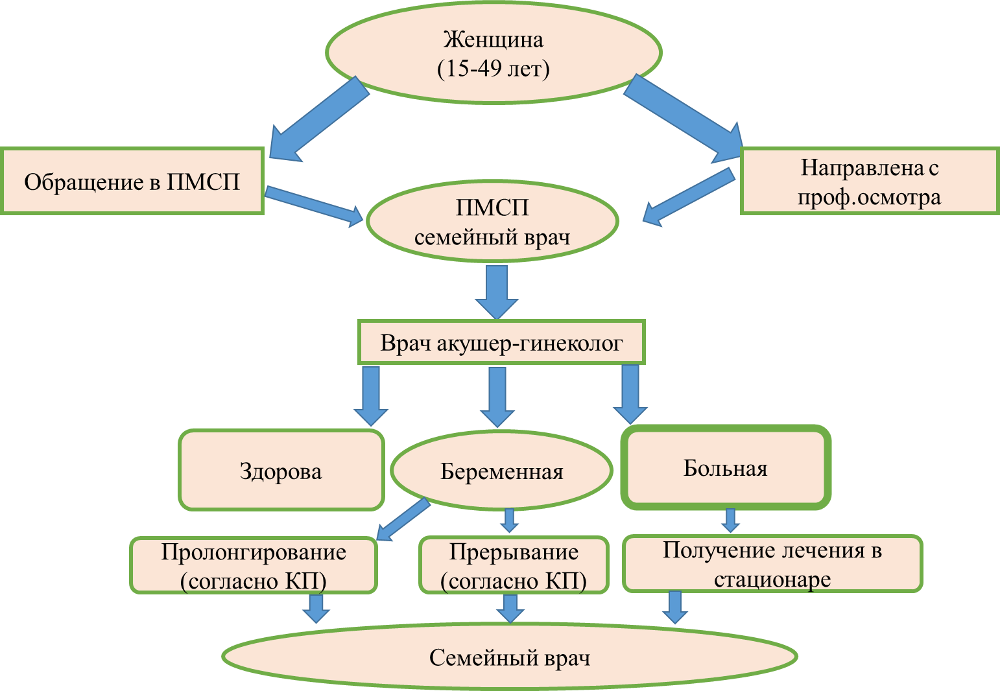 Женщина
(15-49 лет)
Обращение в ПМСП
Направлена с
проф.осмотра
ПМСП
семейный врач
Врач акушер-гинеколог
Здорова
Беременная
Больная
Пролонгирование
(согласно КП)
Прерывание
(согласно КП)
Получение лечения в
стационаре
Семейный врач